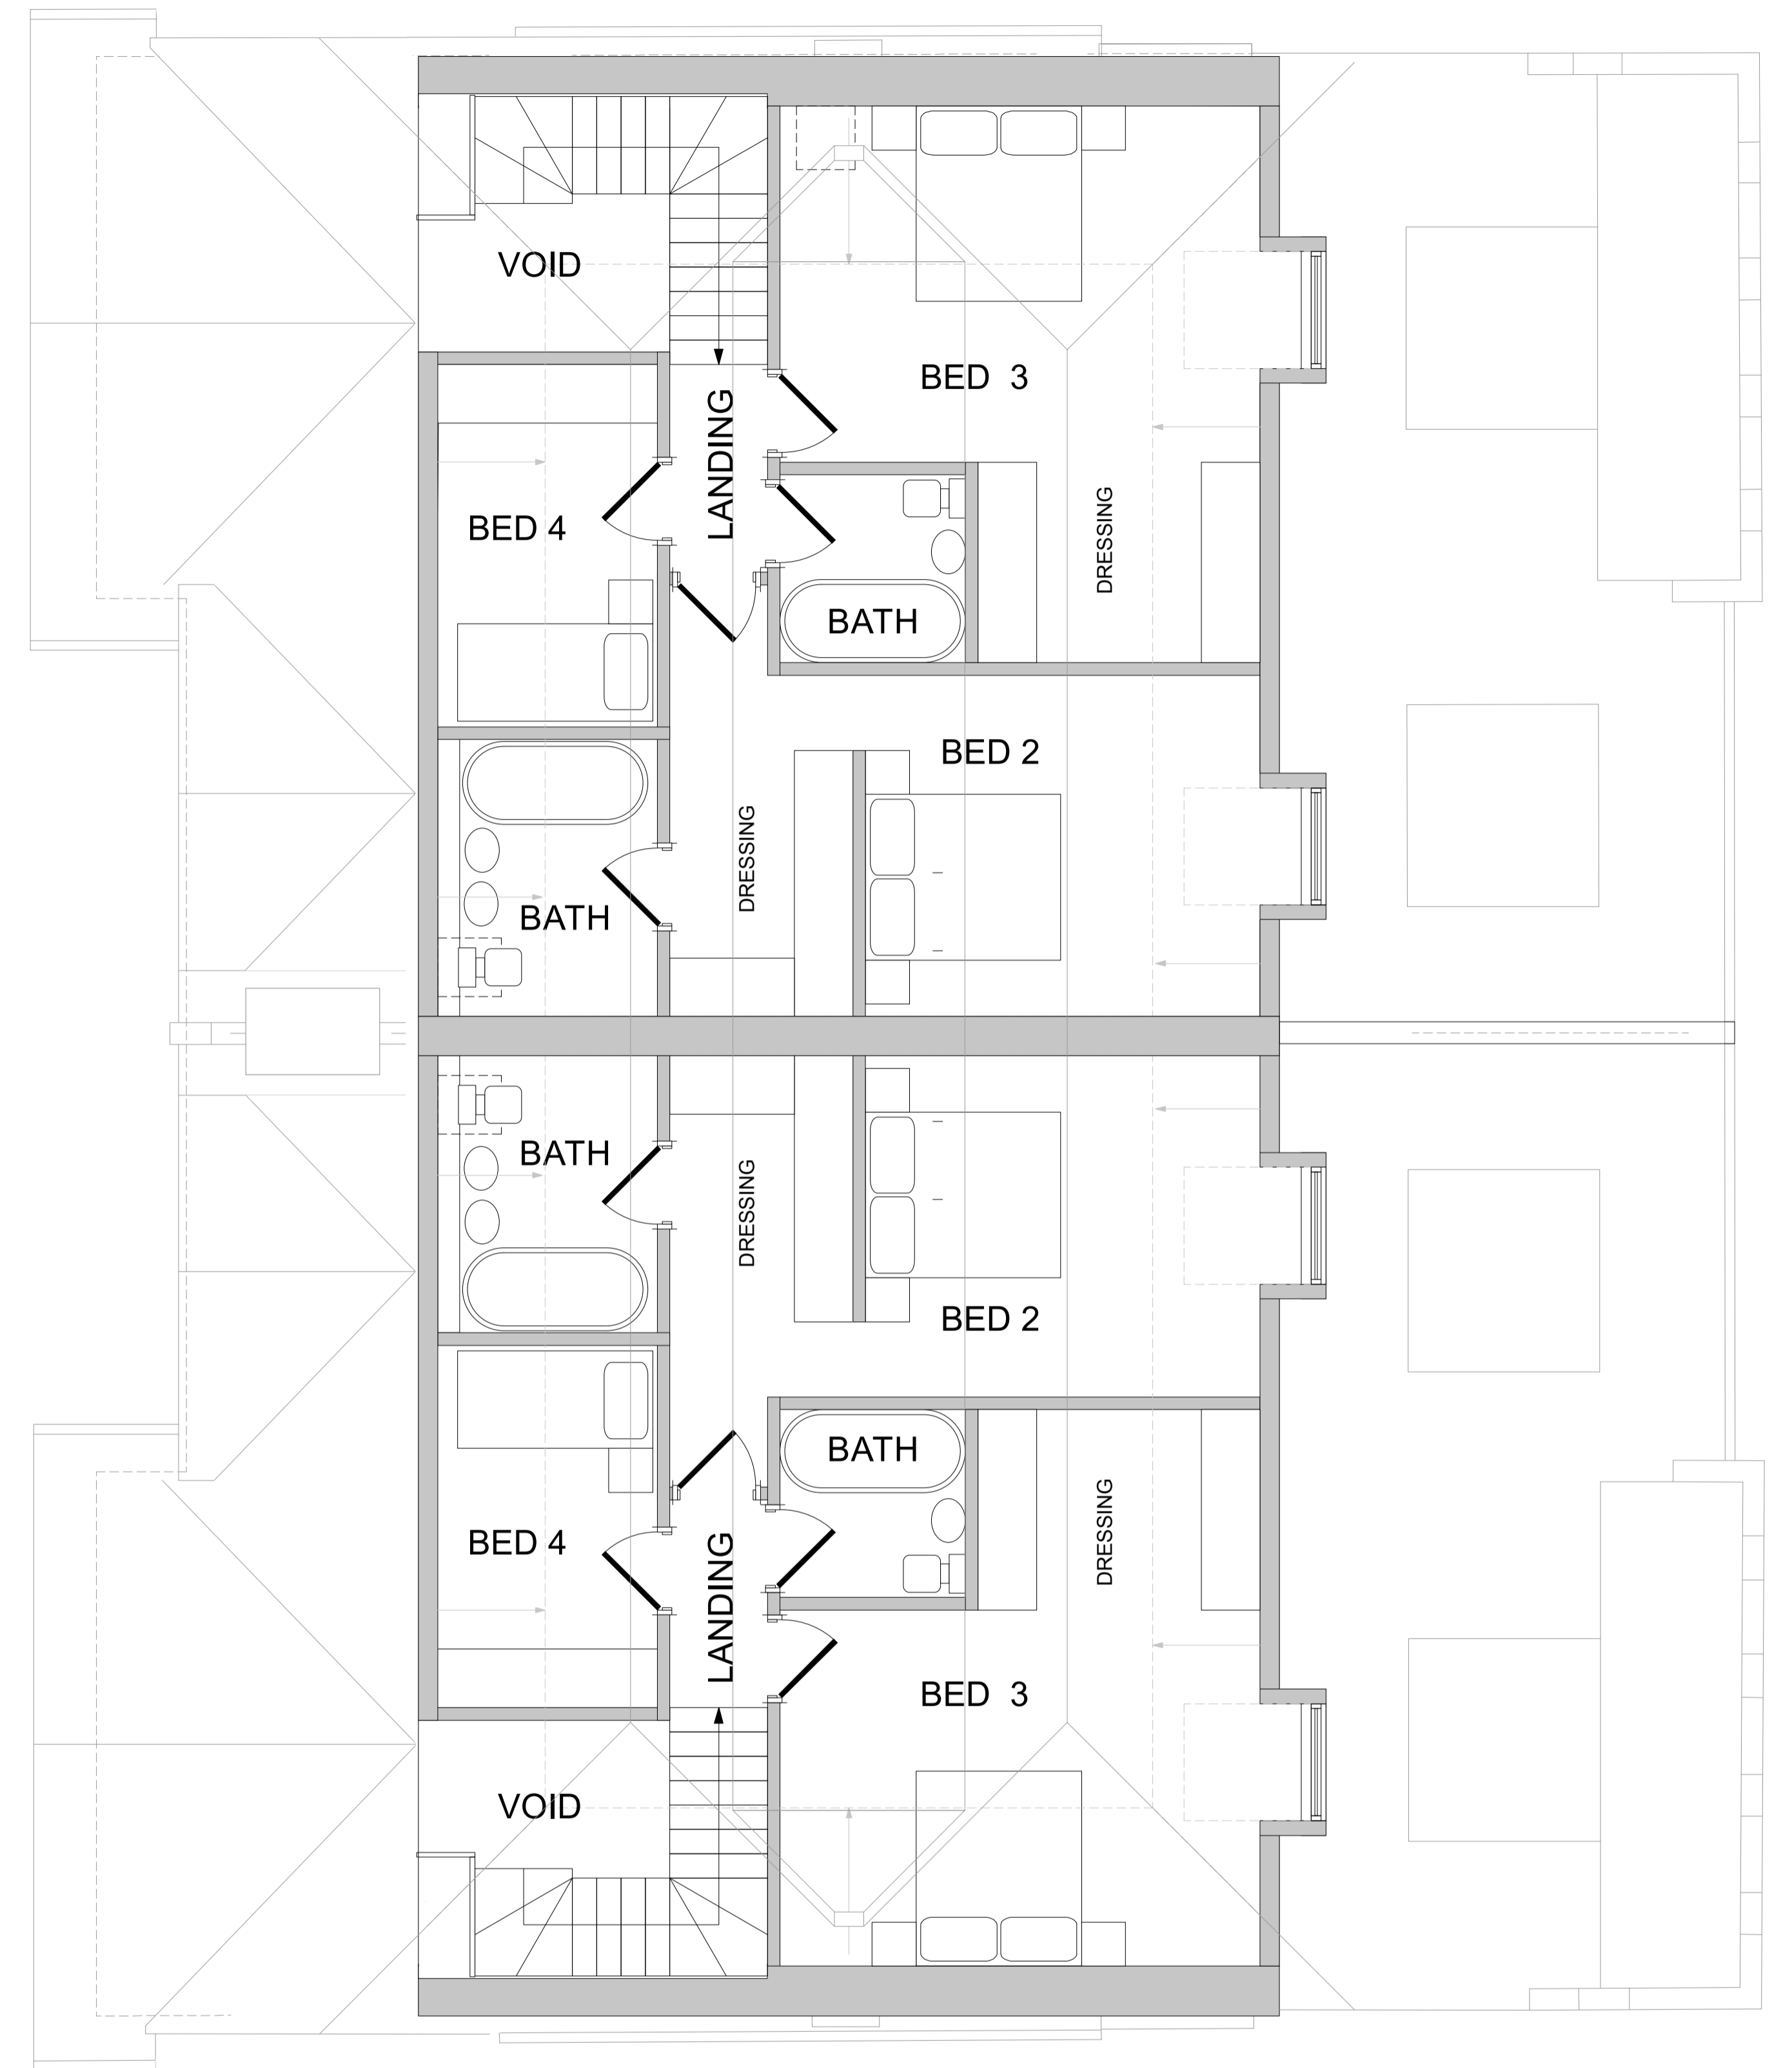 VOID
BED 3
LANDING
BED 4
DRESSING
BATH
BED 2
DRESSING
BATH
BATH
DRESSING
BED 2
BATH
DRESSING
BED 4
LANDING
BED 3
VOID